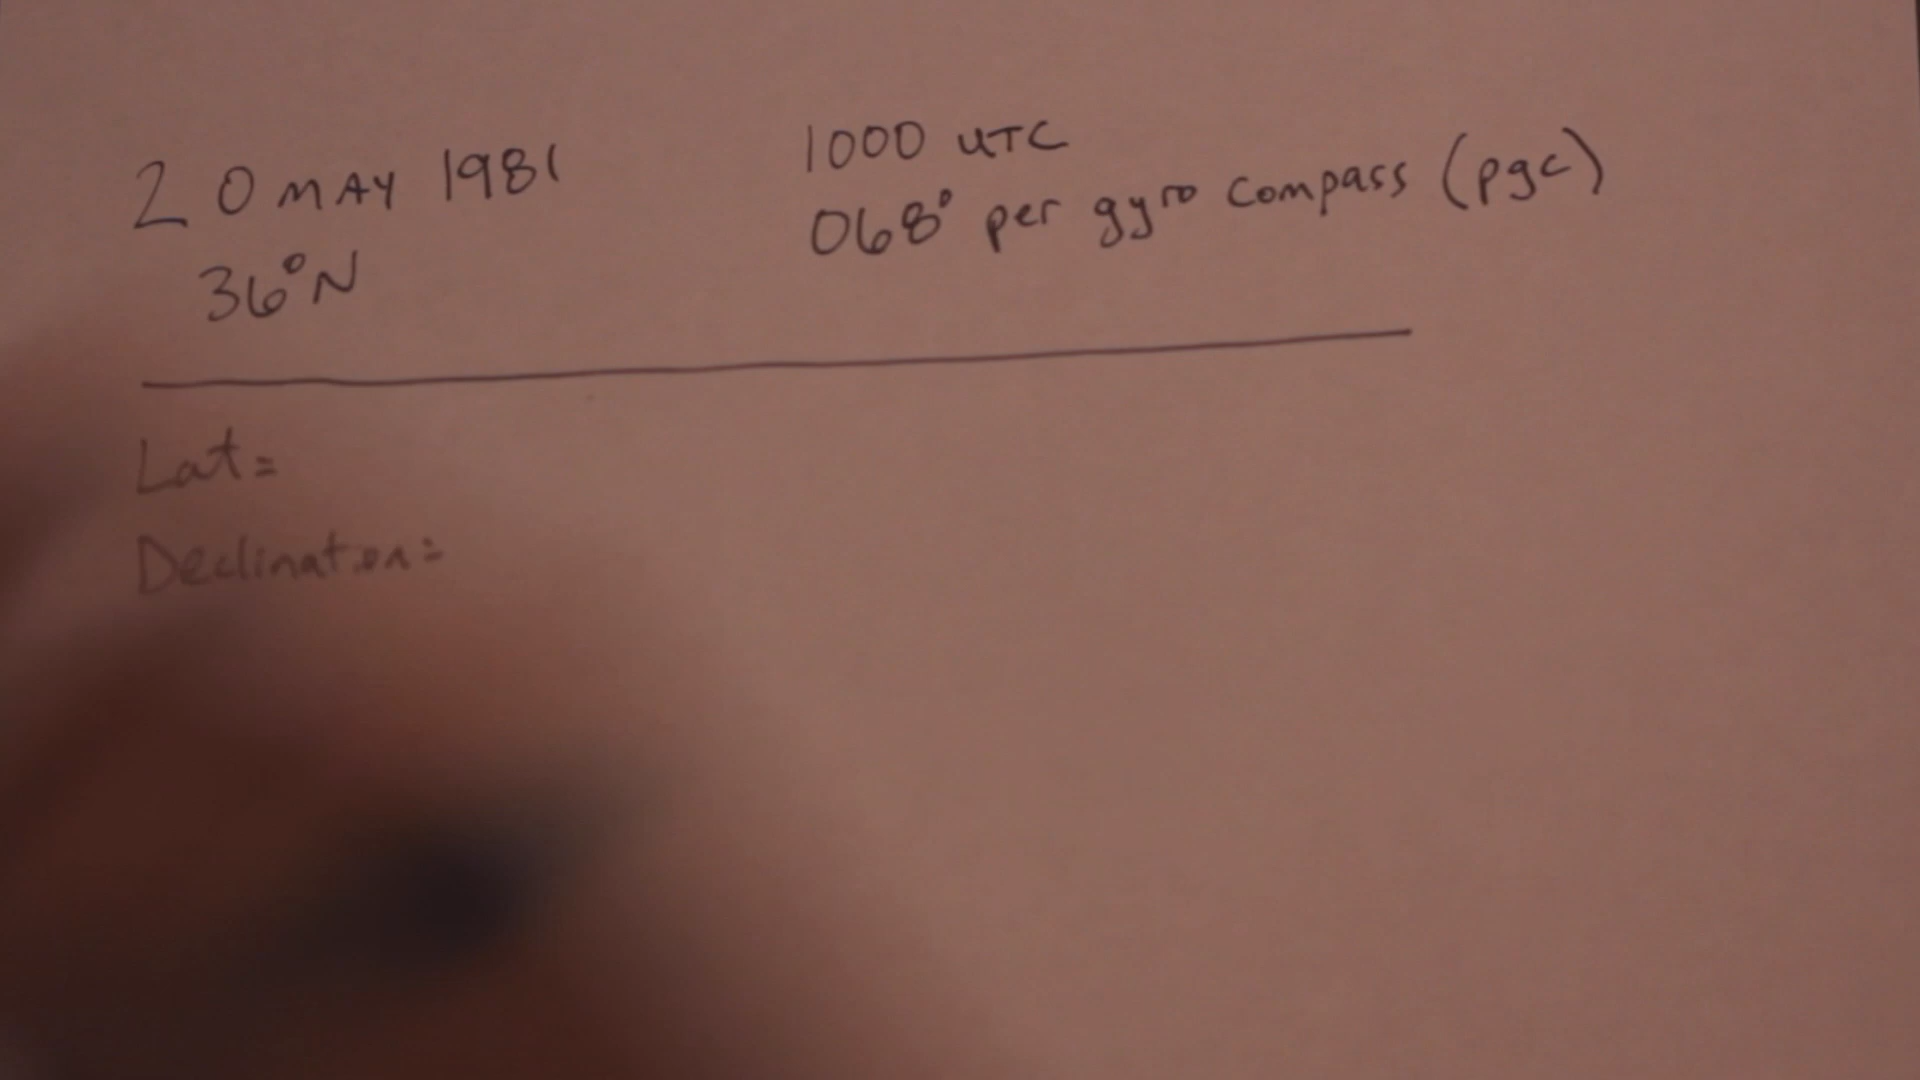 20 MAY 1981
36°N
1000 UTC
068° per gyro compass (pgc)
Lat=
Declination=